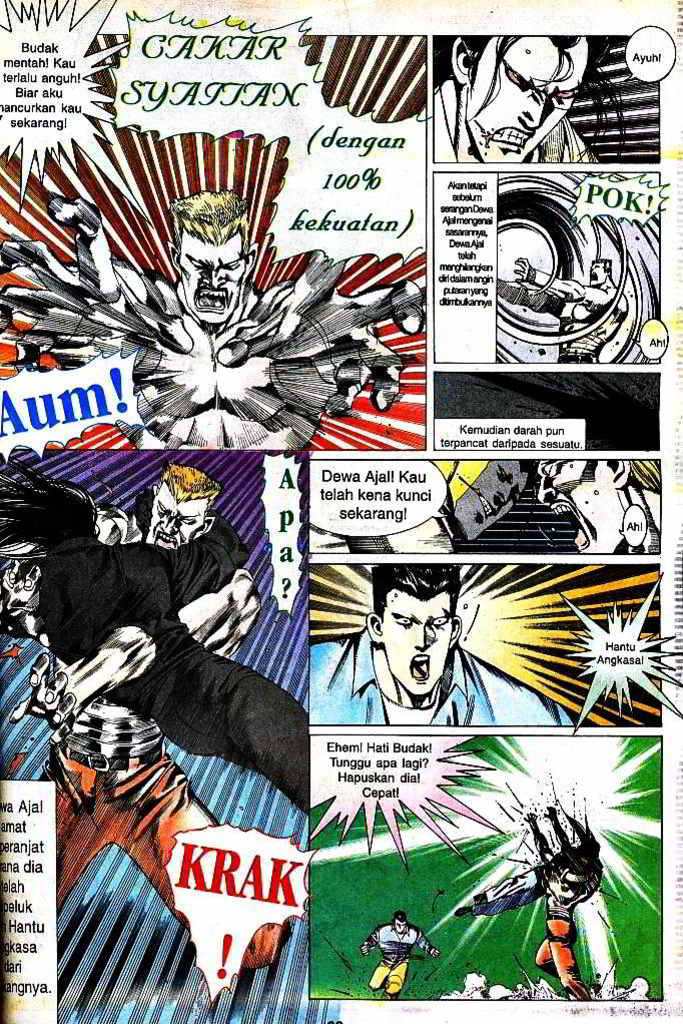 Budak
mentah! Kau
terlalu anguh!
Biar aku
hancurkan kau
sekarang!
CAKAR
SYAITAN
(dengan
100%
kekuatan)
Aum!
Ayuh!
Akan tetapi
sebelum
serangan Dewa
Ajal mengenai
sasarannya,
Dewa Ajal
telah
menghilangkan
diri dalam angin
putaran yang
ditimbulkannya
POK!
Ah!
Kemudian darah pun
terpancat daripada sesuatu.
Apa?
Dewa Ajal! Kau
telah kena kunci
sekarang!
Ah!
Hantu
Angkasa!
wa Ajal
amat
peranjat
ana dia
telah
peluk
h Hantu
gkasa
dari
kangnya.
KRAK
!
Ehem! Hati Budak!
Tunggu apa lagi?
Hapuskan dia!
Cepat!